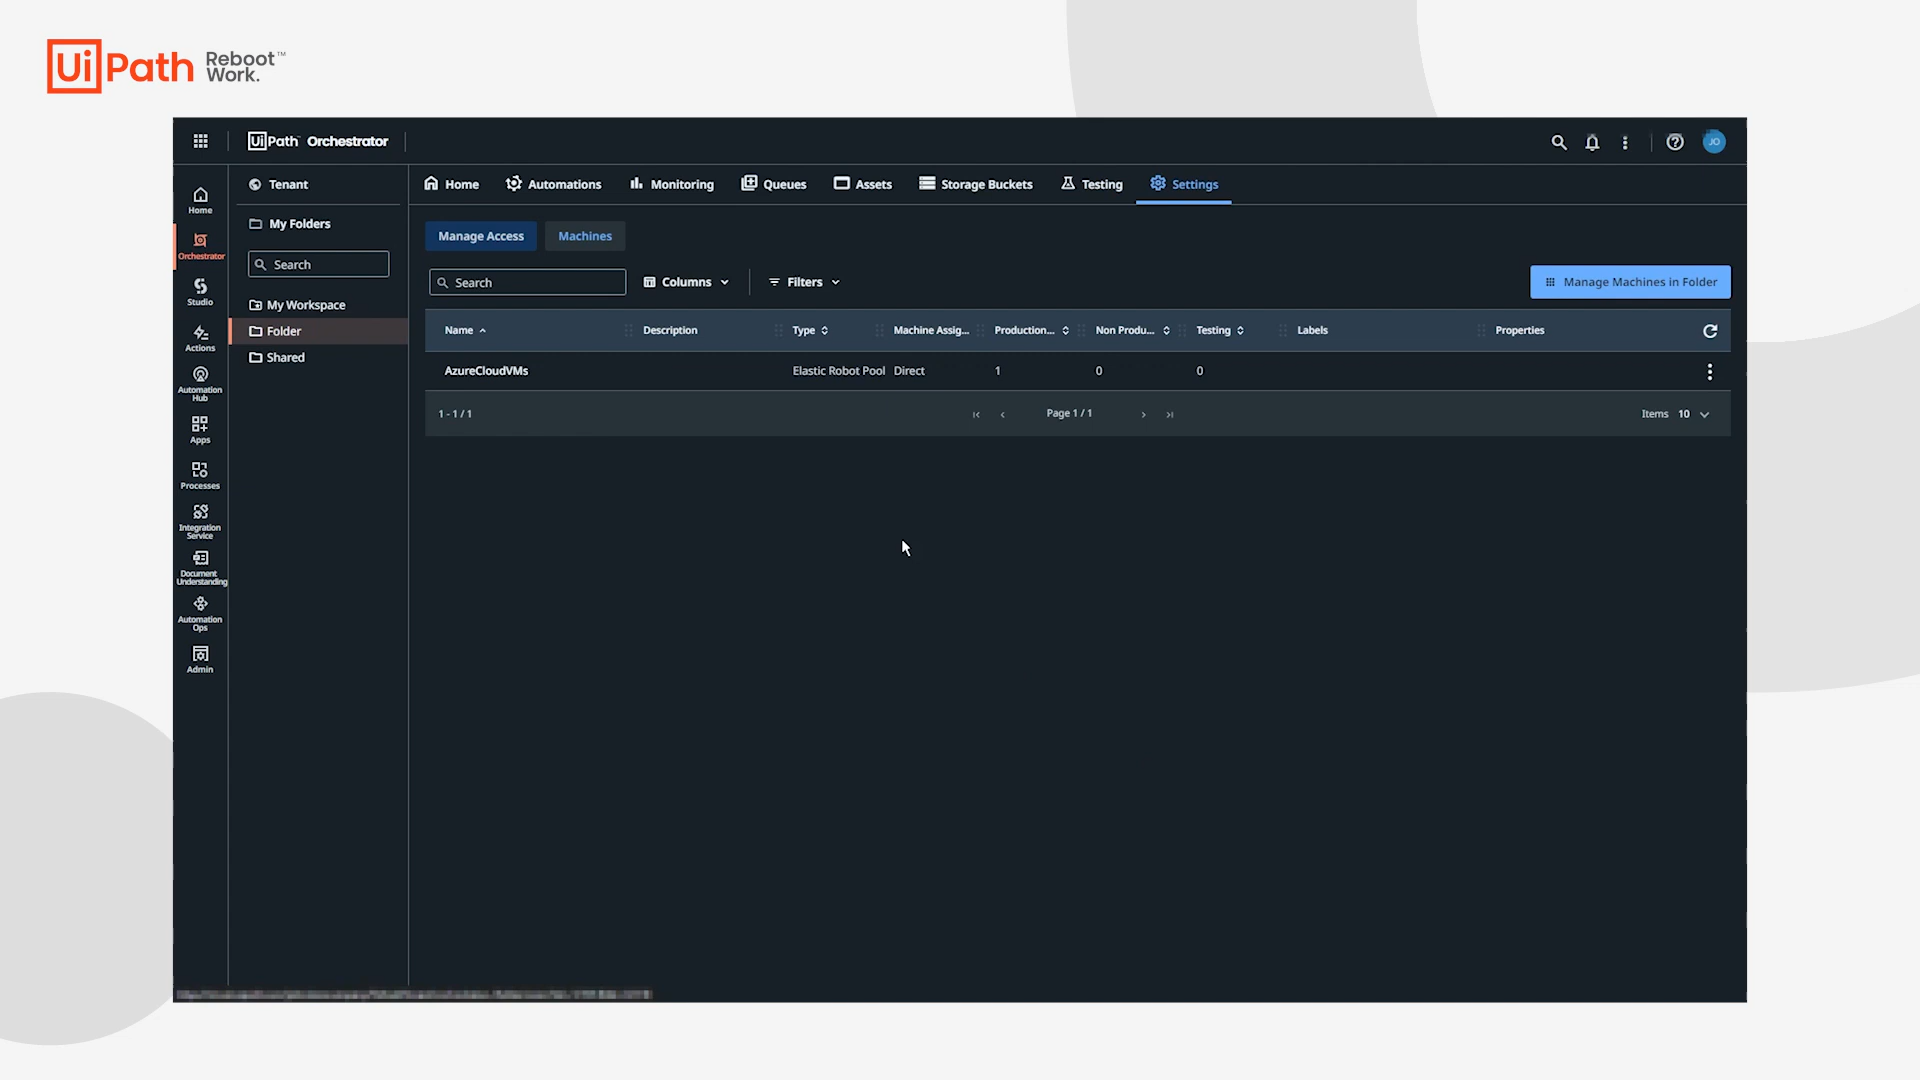 UiPath Reboot Work.™
UiPath Orchestrator
JO
Home
Orchestrator
Studio
Actions
Automation Hub
Apps
Processes
Integration Service
Document Understanding
Automation Ops
Admin
Tenant
My Folders
Search
My Workspace
Folder
Shared
Home Automations Monitoring Queues Assets Storage Buckets Testing Settings
Manage Access Machines
Search Columns Filters Manage Machines in Folder
Name Description Type Machine Assig... Production... Non Produ... Testing Labels Properties
AzureCloudVMs Elastic Robot Pool Direct 1 0 0
1 - 1 / 1 Page 1 / 1 Items 10